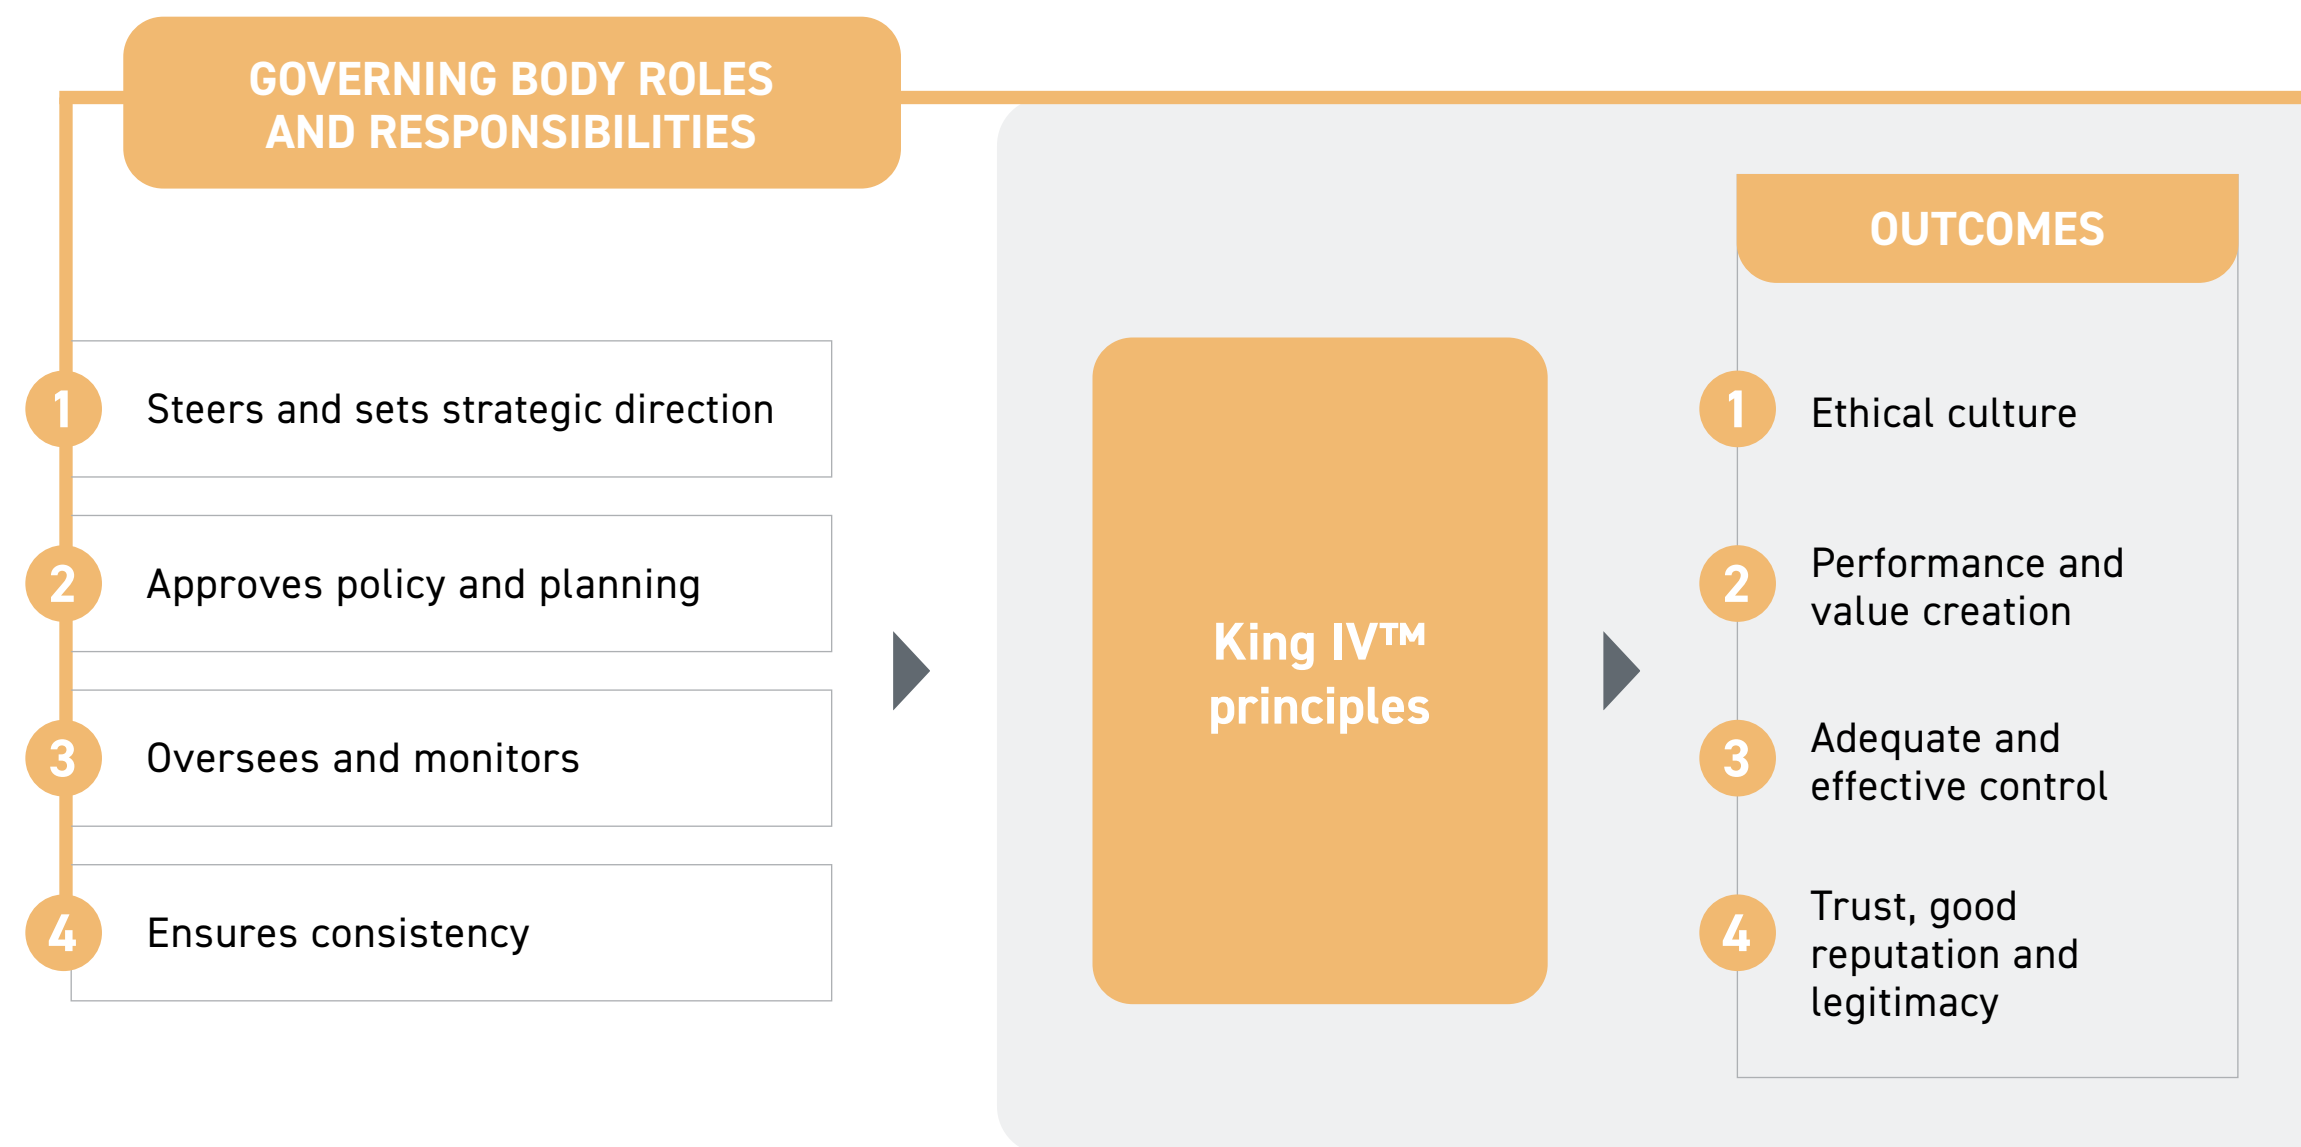 GOVERNING BODY ROLES
AND RESPONSIBILITIES
1
Steers and sets strategic direction
2
Approves policy and planning
3
Oversees and monitors
4
Ensures consistency
King IV™
principles
OUTCOMES
1
Ethical culture
2
Performance and
value creation
3
Adequate and
effective control
4
Trust, good
reputation and
legitimacy